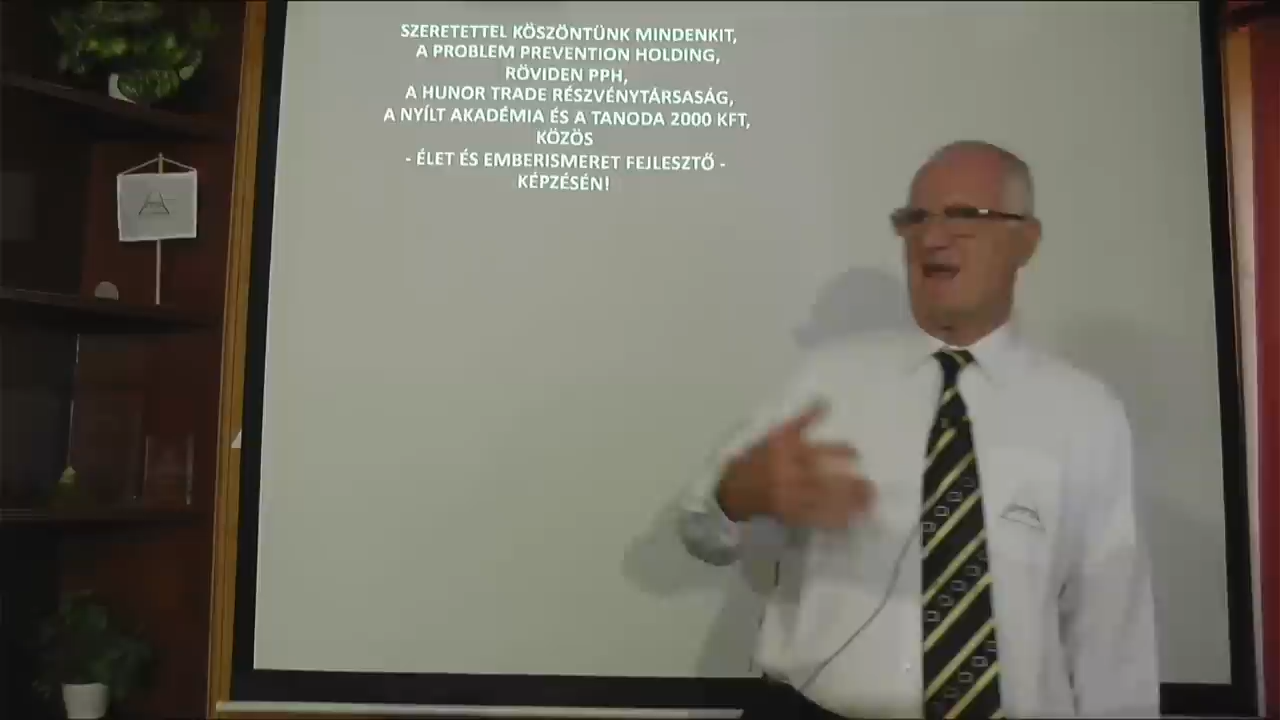 SZERETETTEL KÖSZÖNTÜNK MINDENKIT,
A PROBLEM PREVENTION HOLDING,
RÖVIDEN PPH,
A HUNOR TRADE RÉSZVÉNYTÁRSASÁG,
A NYÍLT AKADÉMIA ÉS A TANODA 2000 KFT,
KÖZÖS
- ÉLET ÉS EMBERISMERET FEJLESZTŐ -
KÉPZÉSÉN!